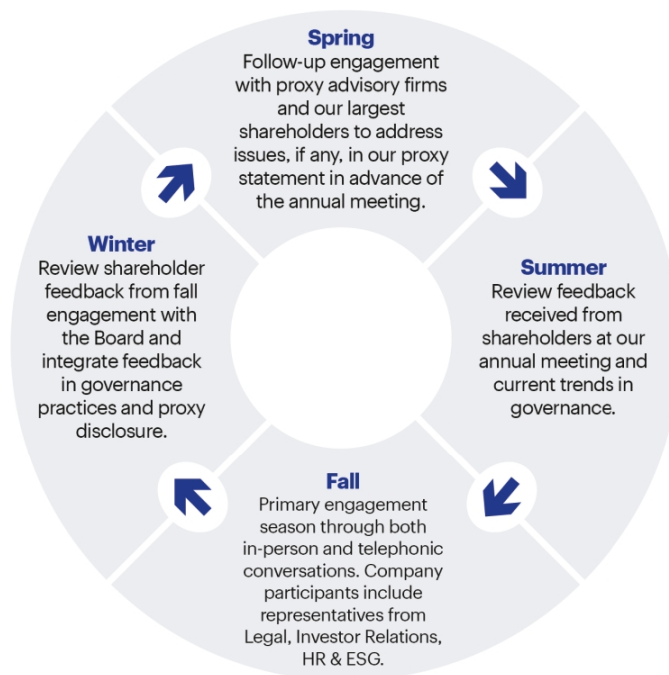 Spring
Follow-up engagement
with proxy advisory firms
and our largest
shareholders to address
issues, if any, in our proxy
statement in advance of
the annual meeting.
Summer
Review feedback
received from
shareholders at our
annual meeting and
current trends in
governance.
Fall
Primary engagement
season through both
in-person and telephonic
conversations. Company
participants include
representatives from
Legal, Investor Relations,
HR & ESG.
Winter
Review shareholder
feedback from fall
engagement with
the Board and
integrate feedback
in governance
practices and proxy
disclosure.